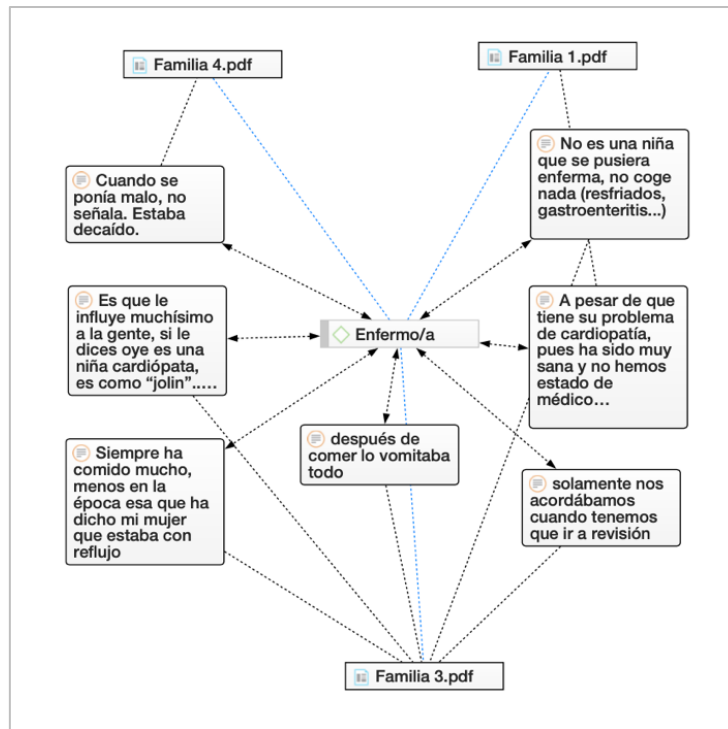 Familia 4.pdf
Familia 1.pdf
Cuando se
ponía malo, no
señala. Estaba
decaído.
No es una niña
que se pusiera
enferma, no coge
nada (resfriados,
gastroenteritis...)
Es que le
influye muchísimo
a la gente, si le
dices oye es una
niña cardiópata,
es como “jolin”.....
Enfermo/a
A pesar de que
tiene su problema
de cardiopatía,
pues ha sido muy
sana y no hemos
estado de
médico…
Siempre ha
comido mucho,
menos en la
época esa que ha
dicho mi mujer
que estaba con
reflujo
después de
comer lo vomitaba
todo
solamente nos
acordábamos
cuando tenemos
que ir a revisión
Familia 3.pdf